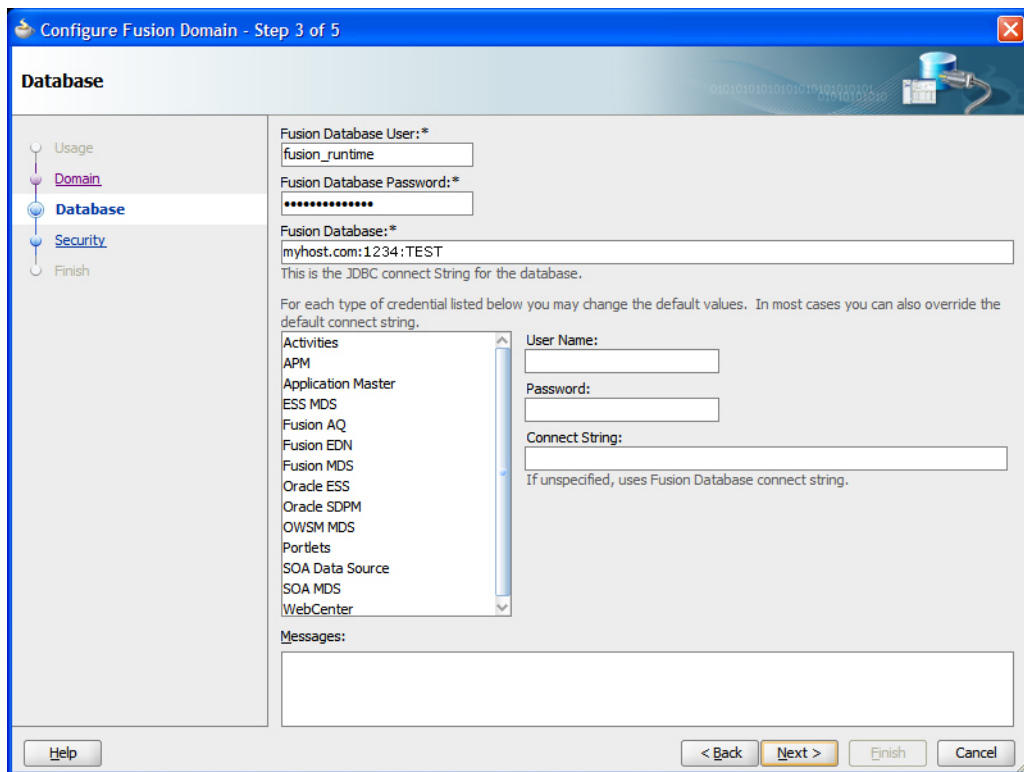 Configure Fusion Domain - Step 3 of 5
Database
Usage
Domain
Database
Security
Finish
Fusion Database User:*
fusion_runtime
Fusion Database Password:*
••••••••••••••
Fusion Database:*
myhost.com:1234:TEST
This is the JDBC connect String for the database.
For each type of credential listed below you may change the default values. In most cases you can also override the
default connect string.
Activities
APM
Application Master
ESS MDS
Fusion AQ
Fusion EDN
Fusion MDS
Oracle ESS
Oracle SDPM
OWSM MDS
Portlets
SOA Data Source
SOA MDS
WebCenter
User Name:
Password:
Connect String:
If unspecified, uses Fusion Database connect string.
Messages:
Help
< Back
Next >
Finish
Cancel